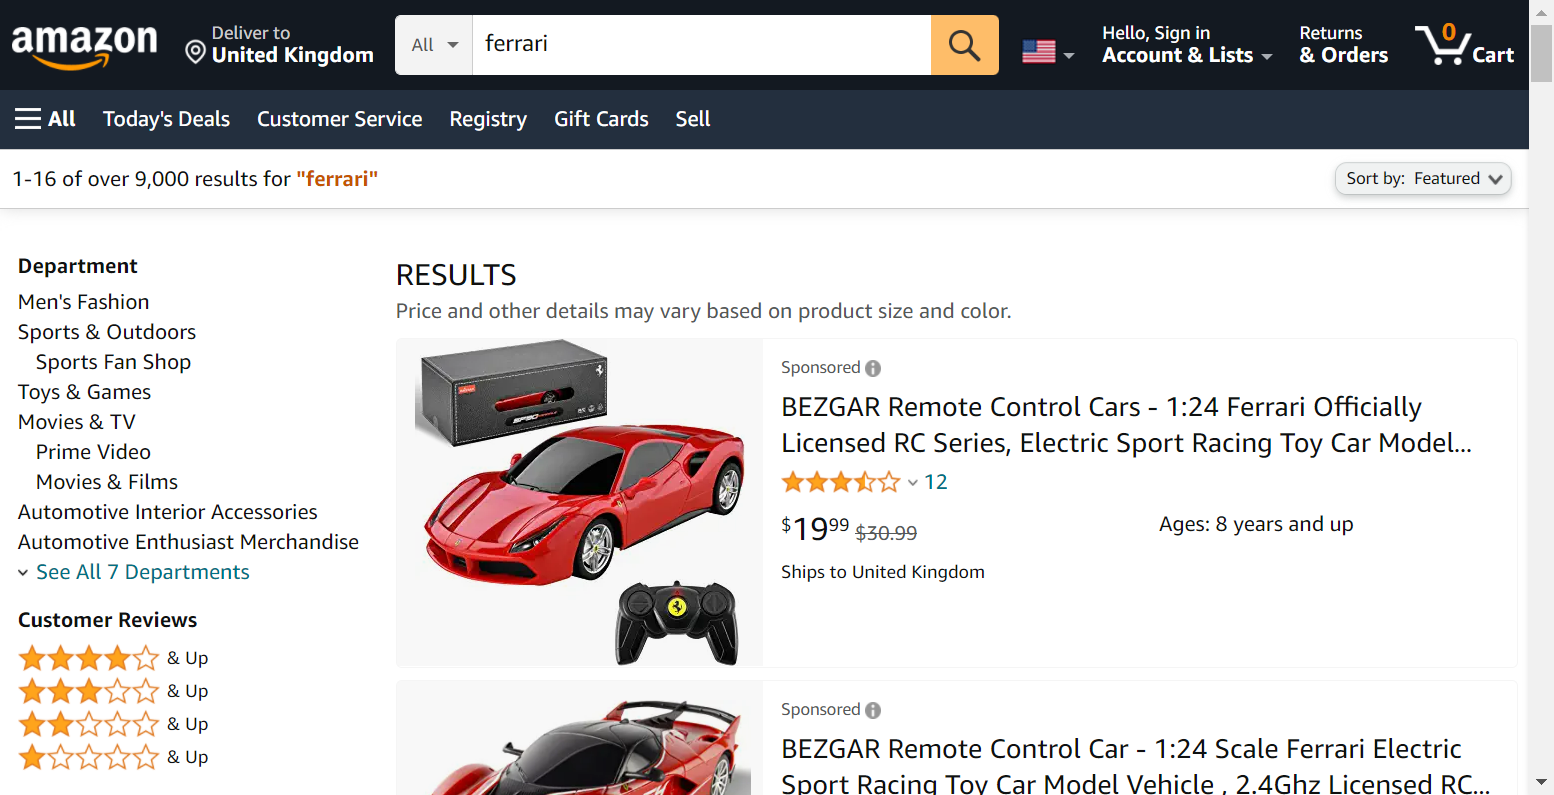 amazon
Deliver to
United Kingdom
All
ferrari
Hello, Sign in
Account & Lists
Returns
& Orders
0
Cart
All
Today's Deals
Customer Service
Registry
Gift Cards
Sell
1-16 of over 9,000 results for "ferrari"
Sort by: Featured
Department
Men's Fashion
Sports & Outdoors
Sports Fan Shop
Toys & Games
Movies & TV
Prime Video
Movies & Films
Automotive Interior Accessories
Automotive Enthusiast Merchandise
See All 7 Departments
Customer Reviews
& Up
& Up
& Up
& Up
RESULTS
Price and other details may vary based on product size and color.
Sponsored
BEZGAR Remote Control Cars - 1:24 Ferrari Officially
Licensed RC Series, Electric Sport Racing Toy Car Model...
12
$19.99 $30.99
Ages: 8 years and up
Ships to United Kingdom
Sponsored
BEZGAR Remote Control Car - 1:24 Scale Ferrari Electric
Sport Racing Toy Car Model Vehicle , 2.4Ghz Licensed RC...